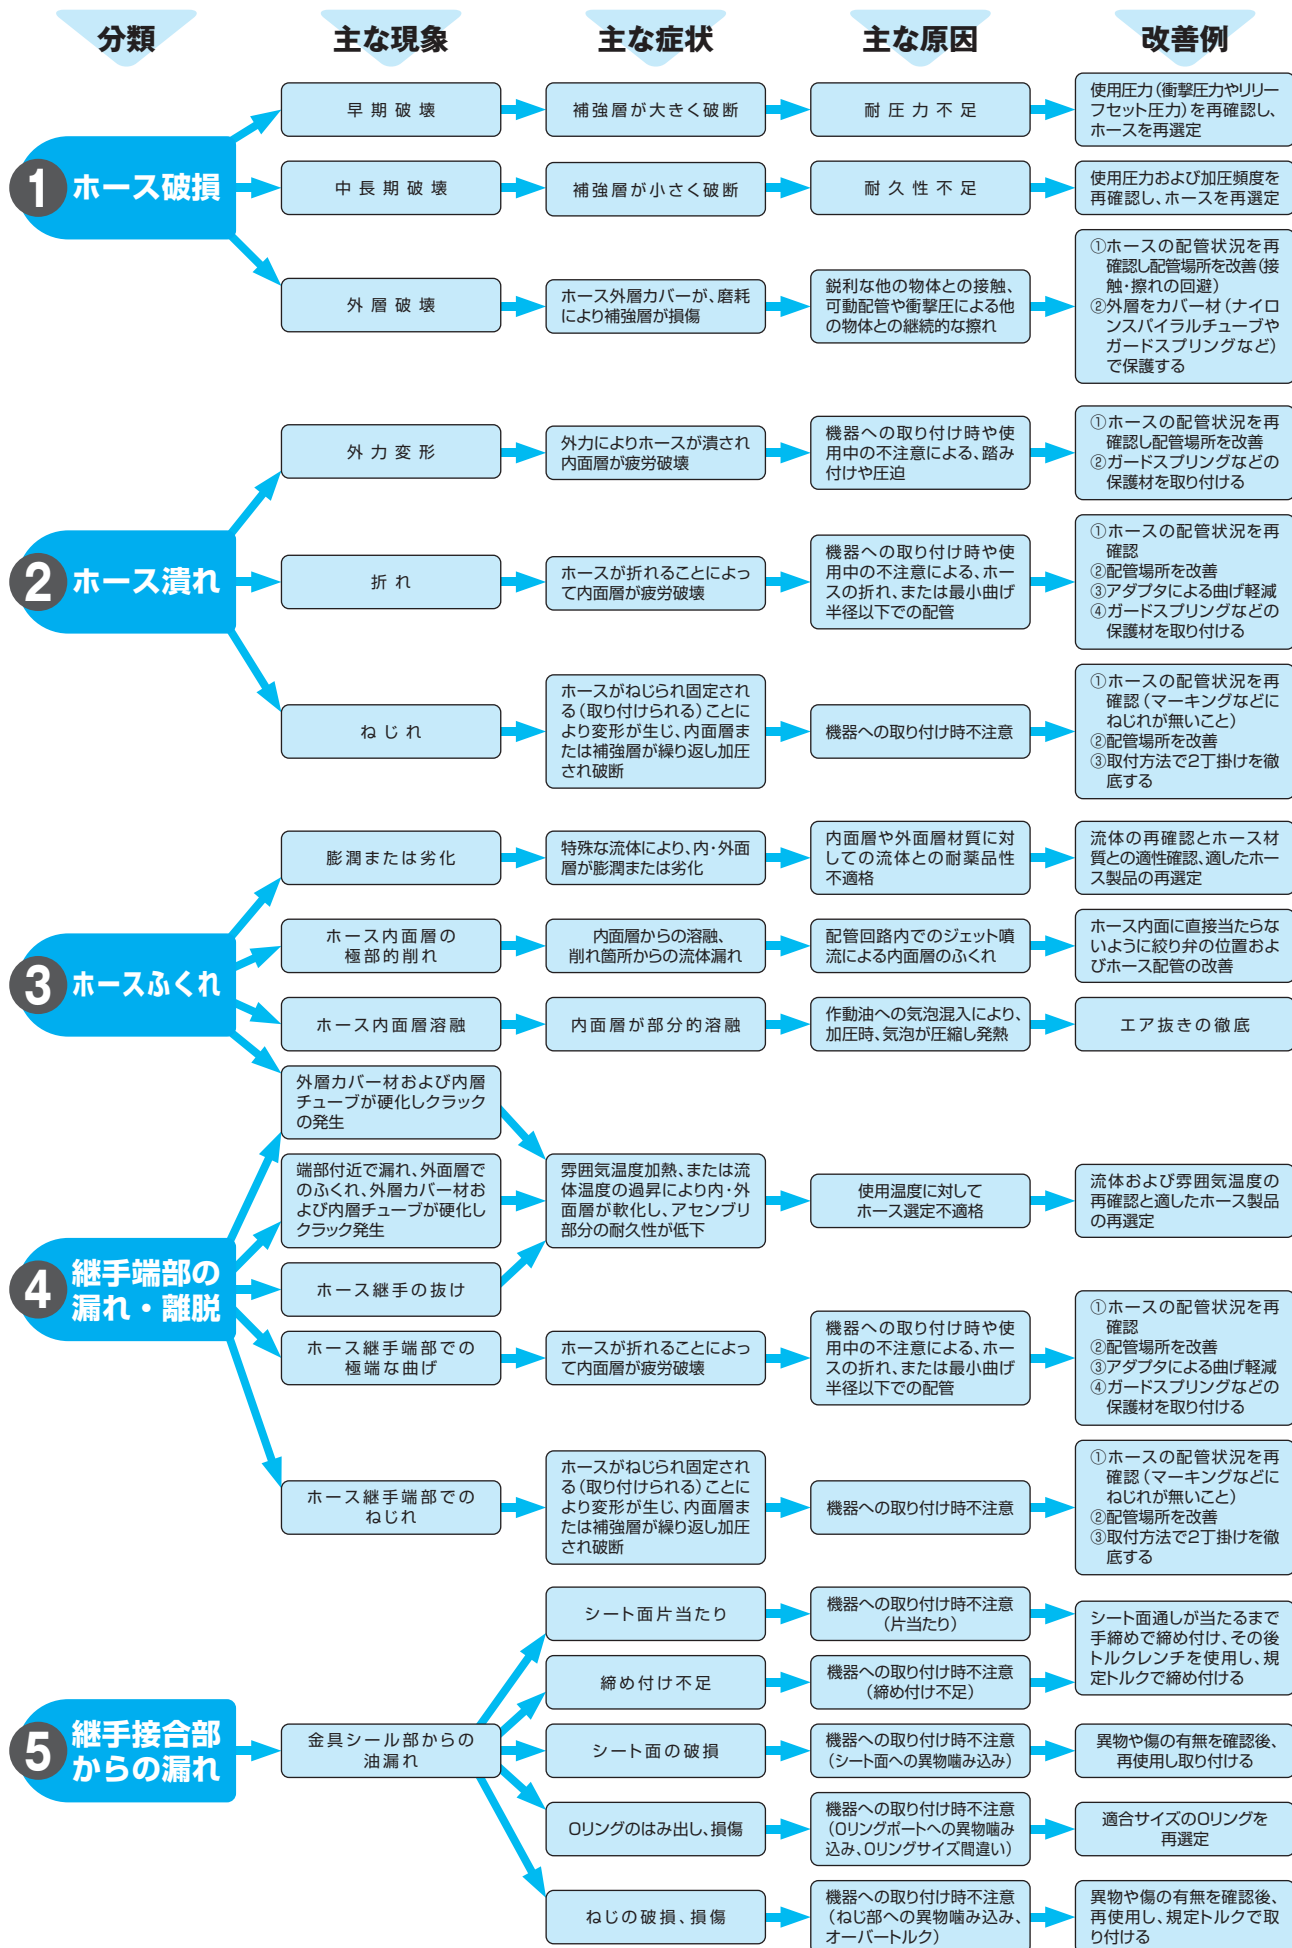 分類
主な現象
主な症状
主な原因
改善例
1 ホース破損
早期破壊
補強層が大きく破断
耐圧力不足
使用圧力(衝撃圧力やリリー
フセット圧力)を再確認し、
ホースを再選定
中長期破壊
補強層が小さく破断
耐久性不足
使用圧力および加圧頻度を
再確認し、ホースを再選定
外層破壊
ホース外層カバーが、磨耗
により補強層が損傷
鋭利な他の物体との接触、
可動配管や衝撃圧による他
の物体との継続的な擦れ
①ホースの配管状況を再
確認し配管場所を改善(接
触・擦れの回避)
②外層をカバー材(ナイロ
ンスパイラルチューブや
ガードスプリングなど)
で保護する
2 ホース潰れ
外力変形
外力によりホースが潰され
内面層が疲労破壊
機器への取り付け時や使
用中の不注意による、踏み
付けや圧迫
①ホースの配管状況を再
確認し配管場所を改善
②ガードスプリングなどの
保護材を取り付ける
折れ
ホースが折れることによっ
て内面層が疲労破壊
機器への取り付け時や使
用中の不注意による、ホー
スの折れ、または最小曲げ
半径以下での配管
①ホースの配管状況を再
確認
②配管場所を改善
③アダプタによる曲げ軽減
④ガードスプリングなどの
保護材を取り付ける
ねじれ
ホースがねじられ固定され
る(取り付けられる)ことに
より変形が生じ、内面層ま
たは補強層が繰り返し加圧
され破断
機器への取り付け時不注意
①ホースの配管状況を再
確認(マーキングなどに
ねじれが無いこと)
②配管場所を改善
③取付方法で2丁掛けを徹
底する
3 ホースふくれ
膨潤または劣化
特殊な流体により、内・外面
層が膨潤または劣化
内面層や外面層材質に対
しての流体との耐薬品性
不適格
流体の再確認とホース材
質との適性確認、適したホー
ス製品の再選定
ホース内面層の
極部的削れ
内面層からの溶融、
削れ箇所からの流体漏れ
配管回路内でのジェット噴
流による内面層のふくれ
ホース内面に直接当たらな
いように絞り弁の位置およ
びホース配管の改善
ホース内面層溶融
内面層が部分的溶融
作動油への気泡混入により、
加圧時、気泡が圧縮し発熱
エア抜きの徹底
外層カバー材および内層
チューブが硬化しクラック
の発生
4 継手端部の
漏れ・離脱
端部付近で漏れ、外面層で
のふくれ、外層カバー材お
よび内層チューブが硬化し
クラック発生
雰囲気温度加熱、または流
体温度の過昇により内・外
面層が軟化し、アセンブリ
部分の耐久性が低下
使用温度に対して
ホース選定不適格
流体および雰囲気温度の
再確認と適したホース製品
の再選定
ホース継手の抜け
ホース継手端部での
極端な曲げ
ホースが折れることによっ
て内面層が疲労破壊
機器への取り付け時や使
用中の不注意による、ホー
スの折れ、または最小曲げ
半径以下での配管
①ホースの配管状況を再
確認
②配管場所を改善
③アダプタによる曲げ軽減
④ガードスプリングなどの
保護材を取り付ける
ホース継手端部での
ねじれ
ホースがねじられ固定され
る(取り付けられる)ことに
より変形が生じ、内面層ま
たは補強層が繰り返し加圧
され破断
機器への取り付け時不注意
①ホースの配管状況を再
確認(マーキングなどに
ねじれが無いこと)
②配管場所を改善
③取付方法で2丁掛けを徹
底する
5 継手接合部
からの漏れ
金具シール部からの
油漏れ
シート面片当たり
機器への取り付け時不注意
(片当たり)
シート面通しが当たるまで
手締めで締め付け、その後
トルクレンチを使用し、規
定トルクで締め付ける
締め付け不足
機器への取り付け時不注意
(締め付け不足)
シート面の破損
機器への取り付け時不注意
(シート面への異物噛み込み)
異物や傷の有無を確認後、
再使用し取り付ける
Oリングのはみ出し、損傷
機器への取り付け時不注意
(Oリングポートへの異物噛み
込み、Oリングサイズ間違い)
適合サイズのOリングを
再選定
ねじの破損、損傷
機器への取り付け時不注意
(ねじ部への異物噛み込み、
オーバートルク)
異物や傷の有無を確認後、
再使用し、規定トルクで取
り付ける